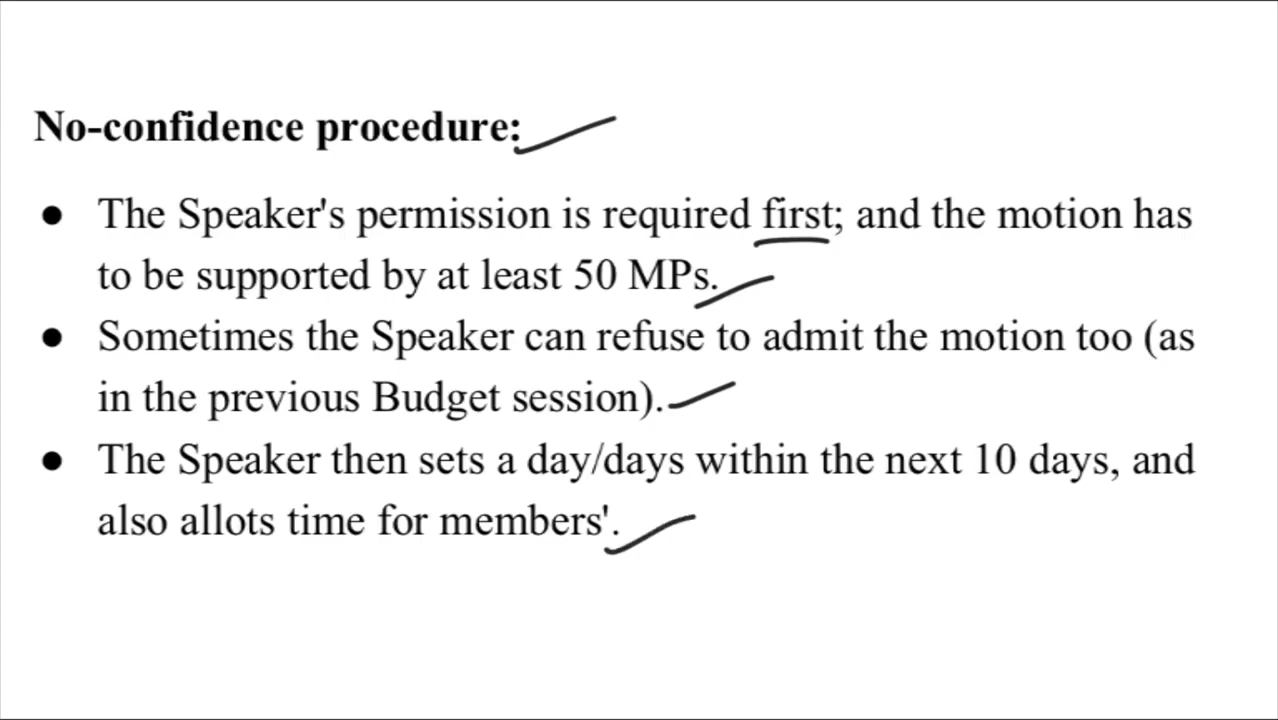 No-confidence procedure:
● The Speaker's permission is required first; and the motion has
to be supported by at least 50 MPs.
● Sometimes the Speaker can refuse to admit the motion too (as
in the previous Budget session).
● The Speaker then sets a day/days within the next 10 days, and
also allots time for members'.